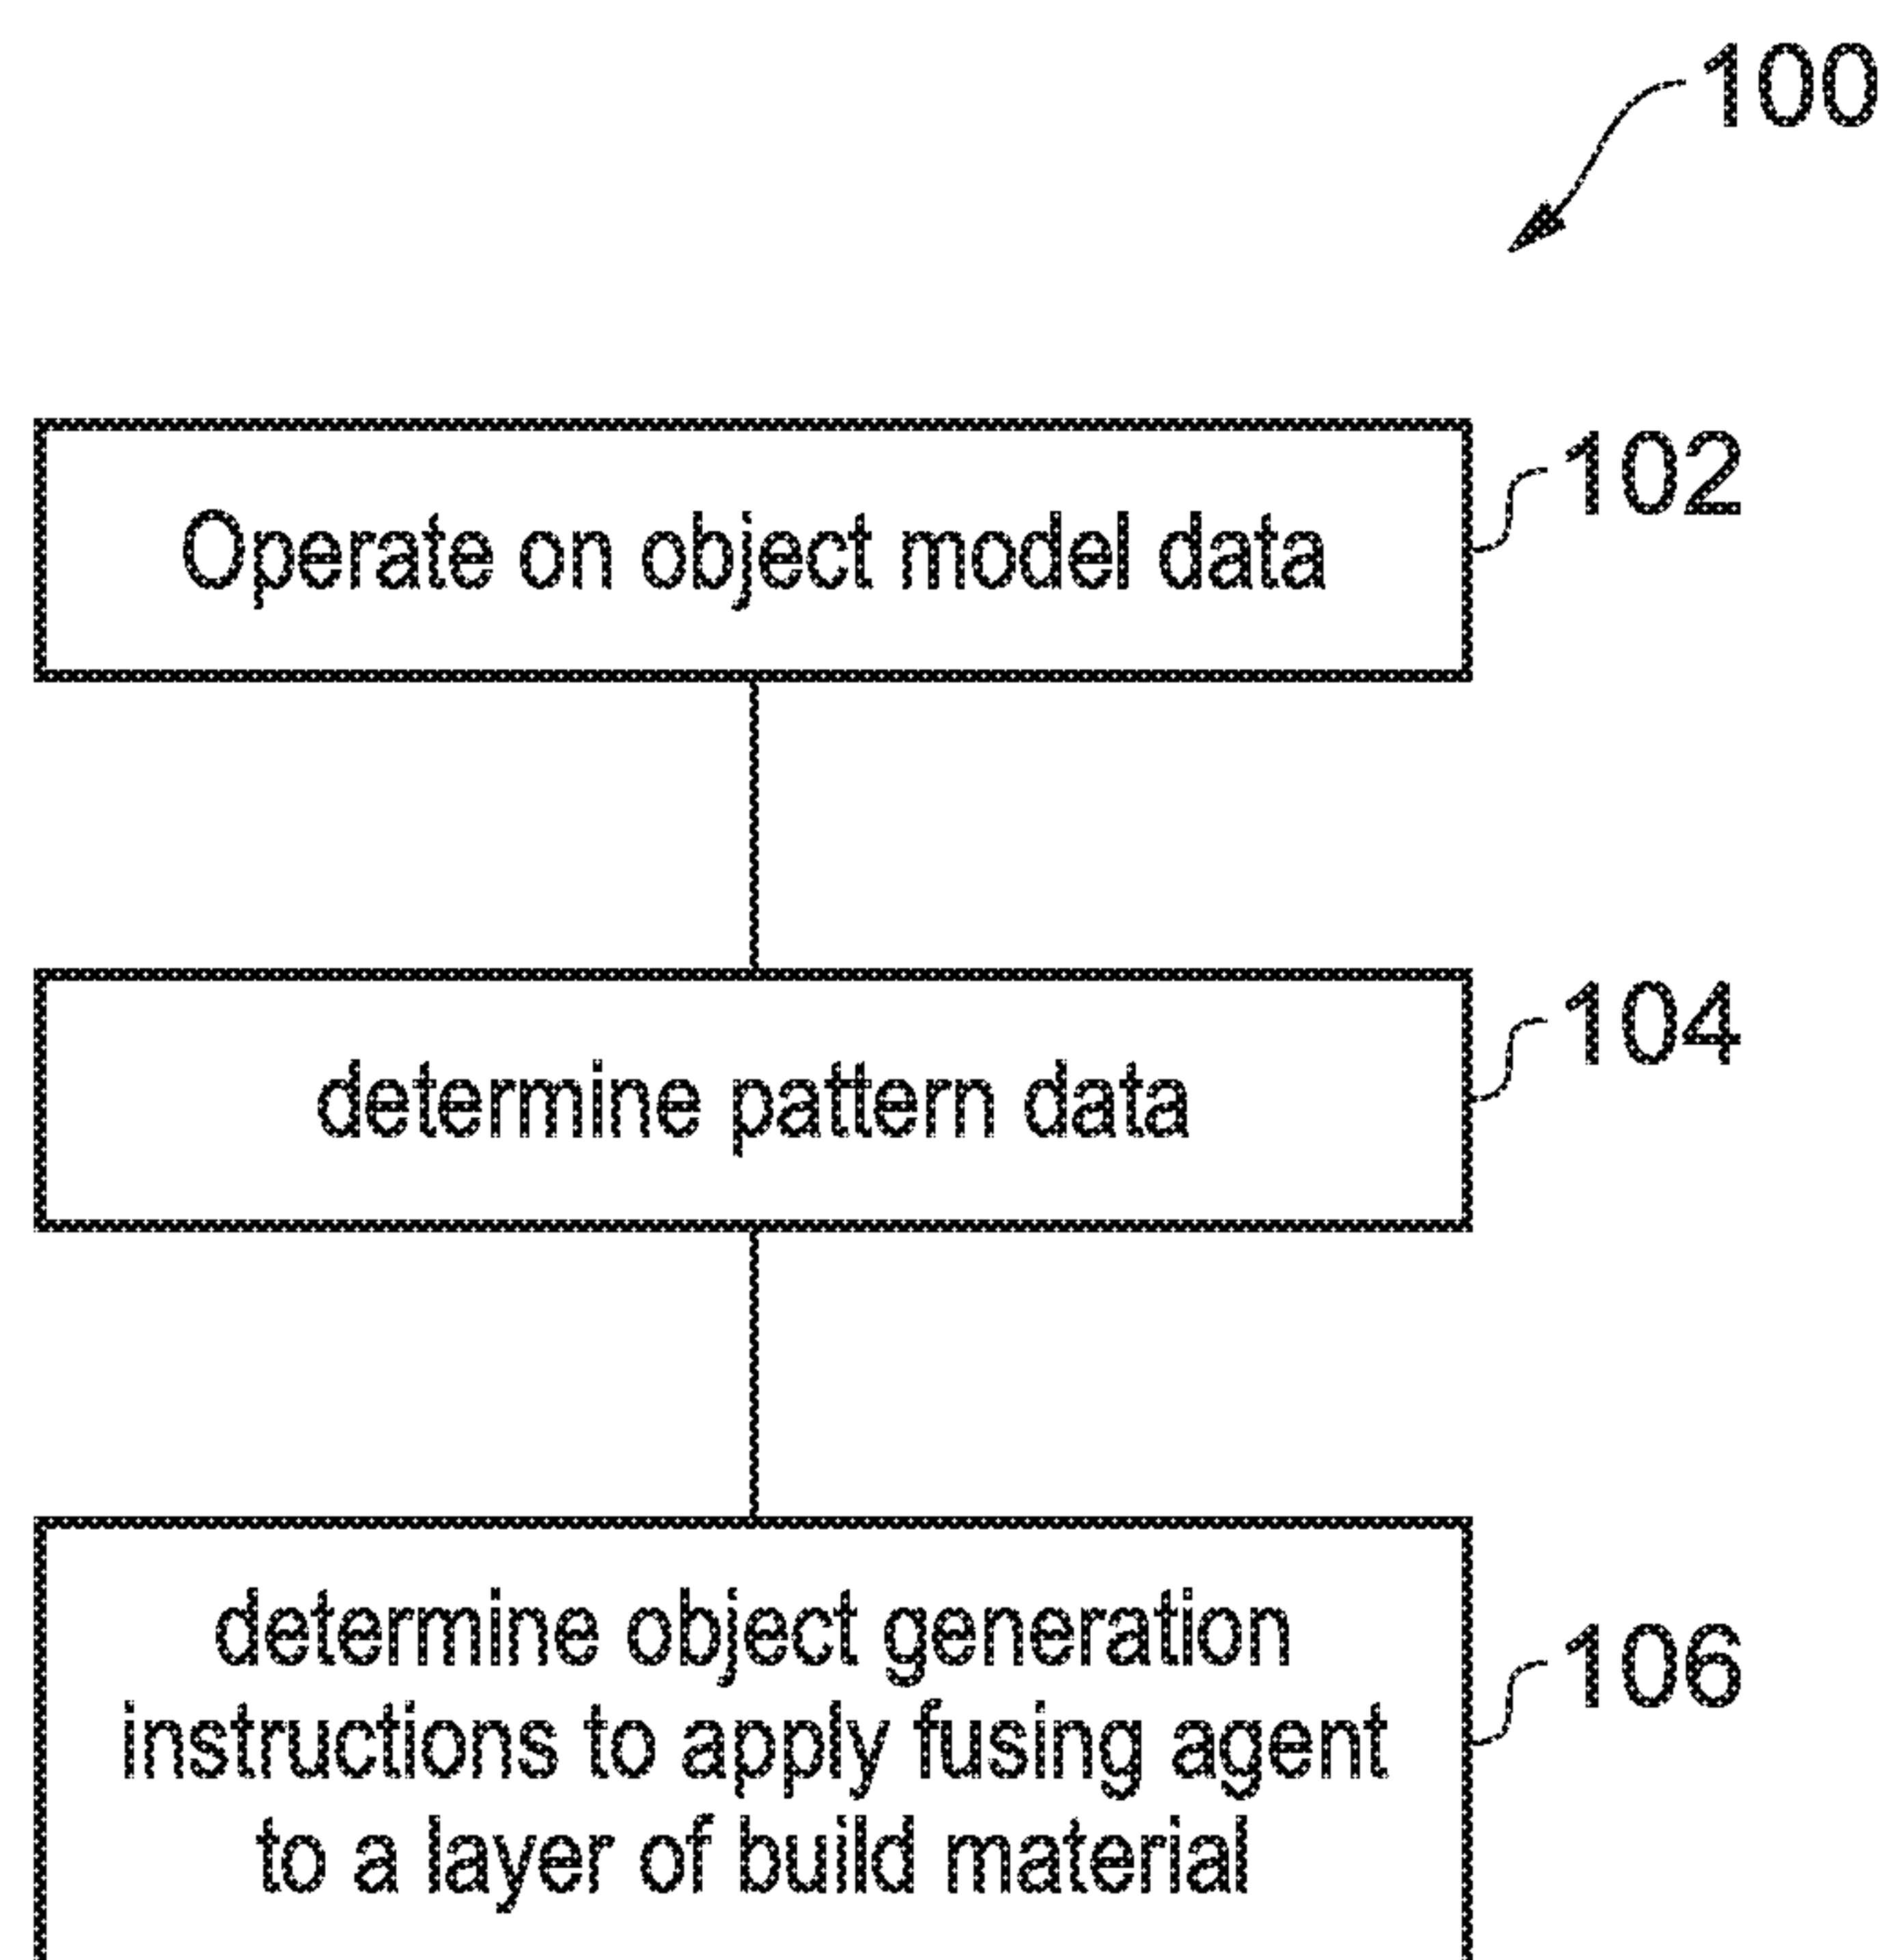 100
Operate on object model data
102
determine pattern data
104
determine object generation
instructions to apply fusing agent
to a layer of build material
106